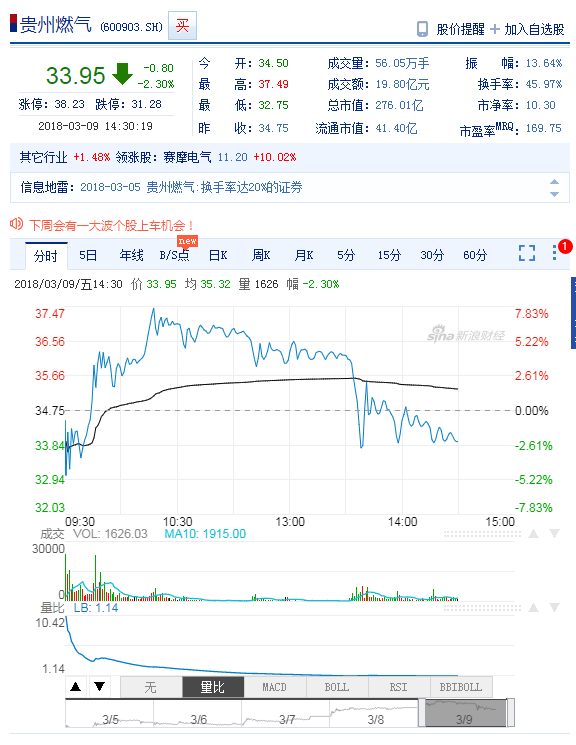 贵州燃气 (600903.SH) 买
股价提醒 加入自选股
33.95 -0.80
-2.30%
涨停: 38.23 跌停: 31.28
2018-03-09 14:30:19
今 开: 34.50 成交量: 56.05万手 振 幅: 13.64%
最 高: 37.49 成交额: 19.80亿元 换手率: 45.97%
最 低: 32.75 总市值: 276.01亿 市净率: 10.30
昨 收: 34.75 流通市值: 41.40亿 市盈率MRQ: 169.75
其它行业 +1.48% 领涨股: 赛摩电气 11.20 +10.02%
信息地雷: 2018-03-05 贵州燃气:换手率达20%的证券
下周会有一大波个股上车机会！
new
分时 5日 年线 B/S点 日K 周K 月K 5分 15分 30分 60分
1
2018/03/09/五14:30 价 33.95 均 35.32 量 1626 幅 -2.30%
37.47 7.83%
36.56 5.22%
sina 新浪财经
35.66 2.61%
34.75 0.00%
33.84 -2.61%
32.94 -5.22%
32.03 -7.83%
09:30 10:30 13:00 14:00 15:00
成交 VOL: 1626.03 MA10: 1915.00
30000
0
量比 LB: 1.14
10.42
1.14
▲ ▼ 无 量比 MACD BOLL RSI BBIBOLL
3/5 3/6 3/7 3/8 3/9